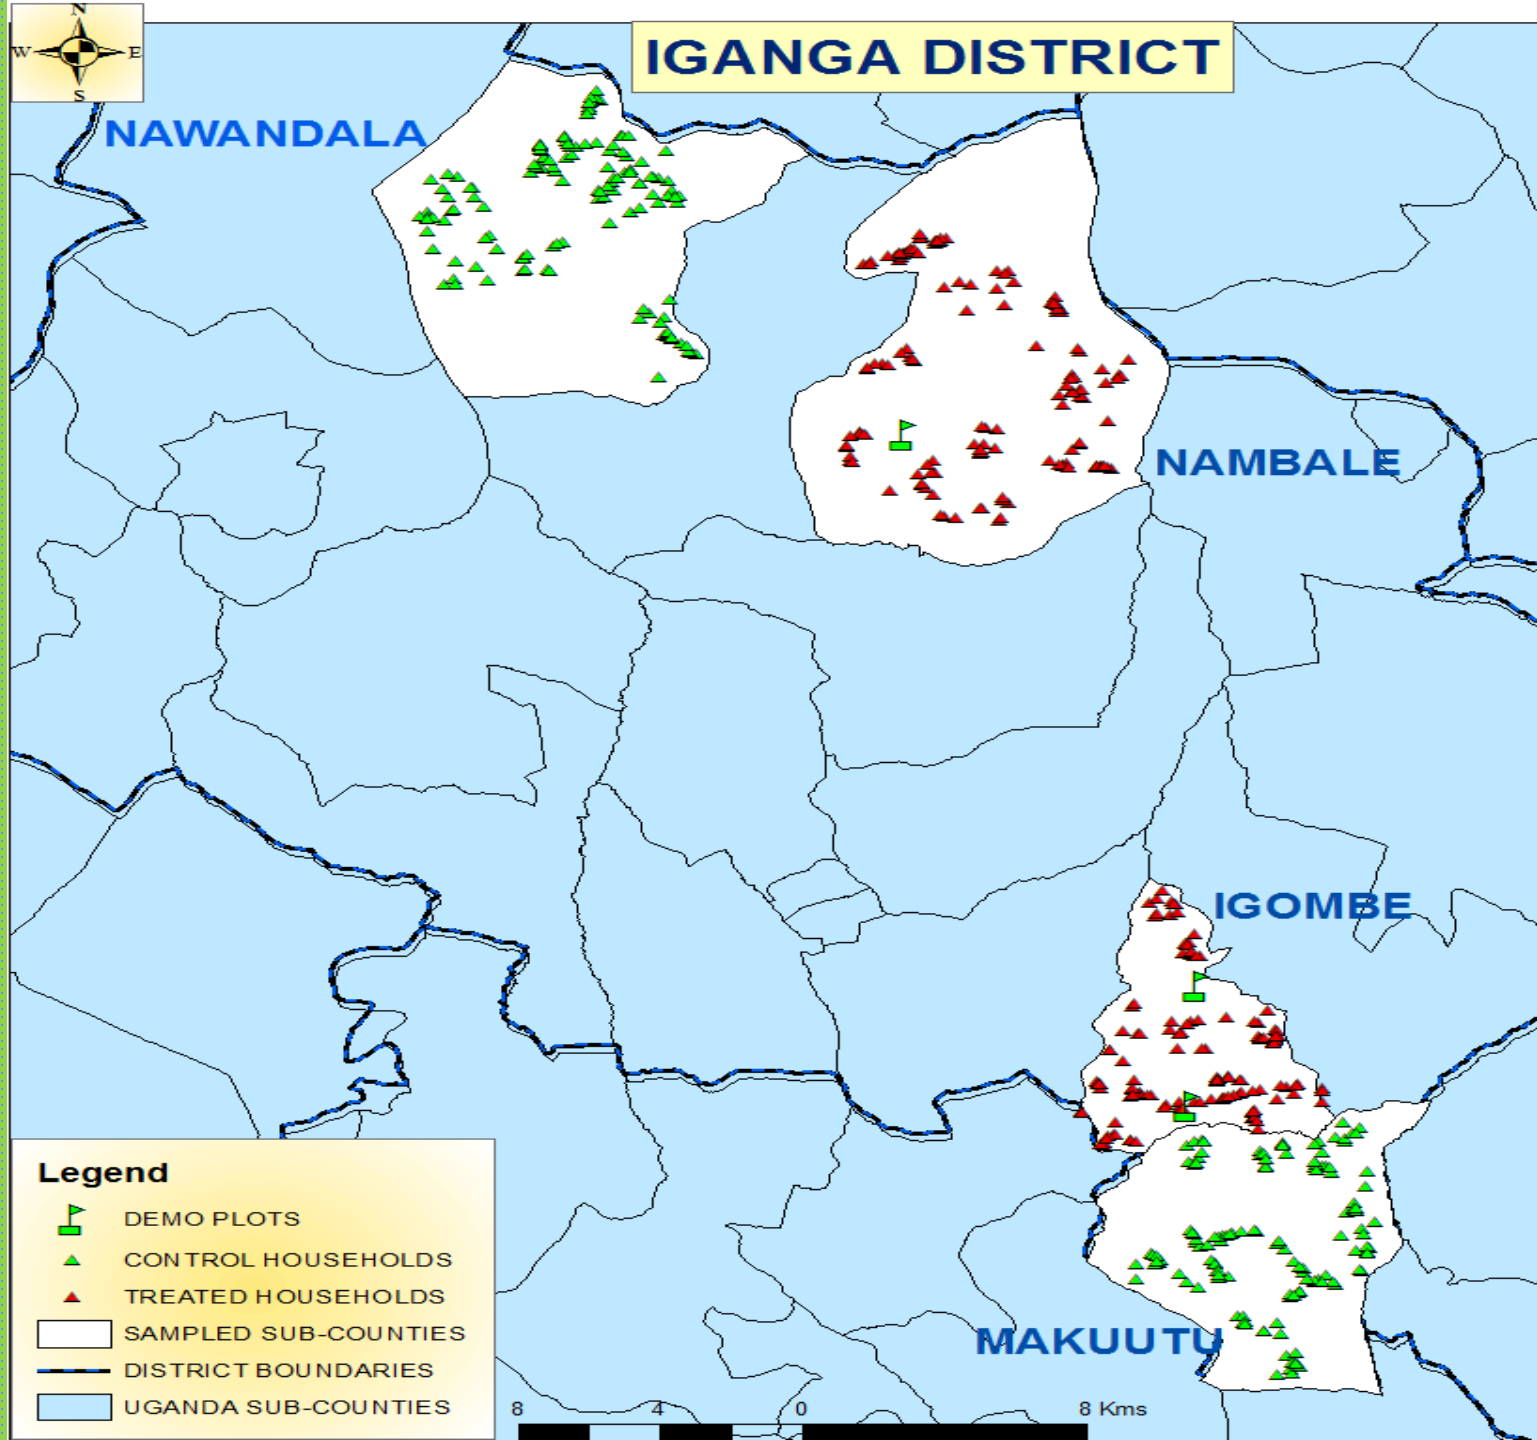 N
W E
S
IGANGA DISTRICT
NAWANDALA
NAMBALE
IGOMBE
MAKUUTU
Legend
DEMO PLOTS
CONTROL HOUSEHOLDS
TREATED HOUSEHOLDS
SAMPLED SUB-COUNTIES
DISTRICT BOUNDARIES
UGANDA SUB-COUNTIES
8 4 0 8 Kms